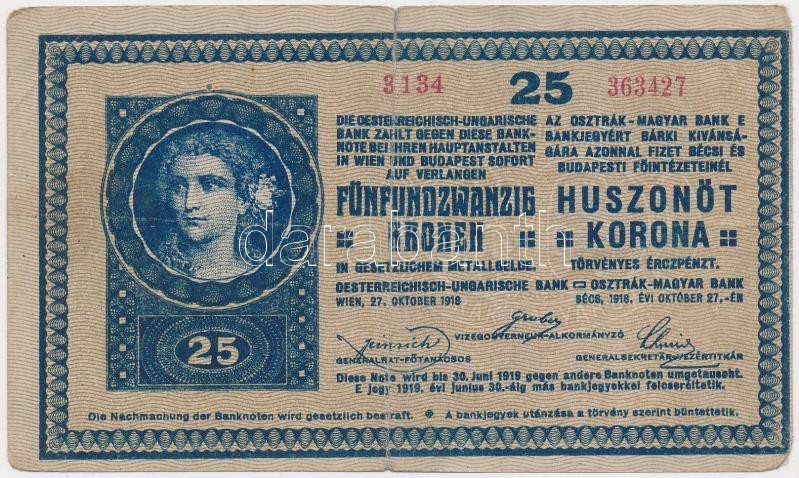 3134
25
363427
DIE OESTERREICHISCH-UNGARISCHE
BANK ZAHLT GEGEN DIESE BANK-
NOTE BEI IHREN HAUPTANSTALTEN
IN WIEN UND BUDAPEST SOFORT
AUF VERLANGEN
FÜNFUNDZWANZIG
KRONEN
IN GESETZLICHEM METALLGELDE.
AZ OSZTRÁK-MAGYAR BANK E
BANKJEGYÉRT BÁRKI KIVÁNSÁ-
GÁRA AZONNAL FIZET BÉCSI ÉS
BUDAPESTI FŐINTÉZETEINÉL
HUSZONÖT
KORONA
TÖRVÉNYES ÉRCZPÉNZT.
OESTERREICHISCH-UNGARISCHE BANK
OSZTRÁK-MAGYAR BANK
WIEN, 27. OKTOBER 1918
BÉCS, 1918. ÉVI OKTÓBER 27.-ÉN
Gruber
VIZEGOUVERNEUR-ALKORMÁNYZÓ
GENERALRAT-FŐTANÁCSOS
GENERALSEKRETÄR-VEZÉRTITKÁR
25
Diese Note wird bis 30. Juni 1919 gegen andere Banknoten umgetauscht.
E jegy 1919. évi junius 30.-áig más bankjegyekkel felcseréltetik.
Die Nachmachung der Banknoten wird gesetzlich bestraft.
A bankjegyek utánzása a törvény szerint büntettetik.
darabanth